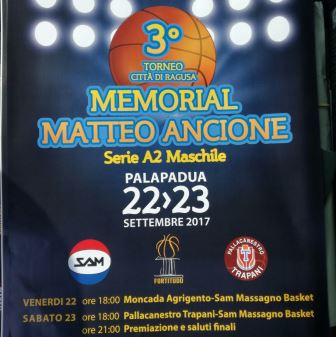 3°
TORNEO
CITTÀ DI RAGUSA
MEMORIAL
MATTEO ANCIONE
Serie A2 Maschile
PALAPADUA
22›23
SETTEMBRE 2017
SAM
FORTITUDO
PALLACANESTRO
TRAPANI
VENERDI 22 ore 18:00 Moncada Agrigento-Sam Massagno Basket
SABATO 23 ore 18:00 Pallacanestro Trapani-Sam Massagno Basket
ore 21:00 Premiazione e saluti finali